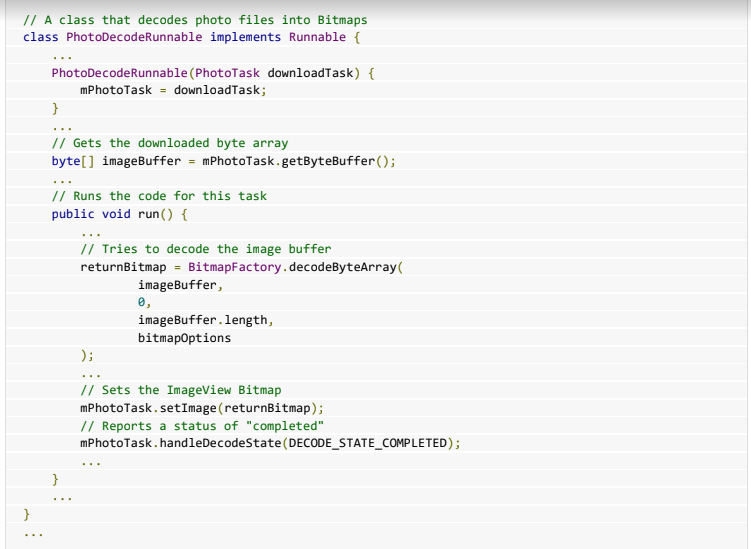 // A class that decodes photo files into Bitmaps
class PhotoDecodeRunnable implements Runnable {
    ...
    PhotoDecodeRunnable(PhotoTask downloadTask) {
        mPhotoTask = downloadTask;
    }
    ...
    // Gets the downloaded byte array
    byte[] imageBuffer = mPhotoTask.getByteBuffer();
    ...
    // Runs the code for this task
    public void run() {
        ...
        // Tries to decode the image buffer
        returnBitmap = BitmapFactory.decodeByteArray(
                imageBuffer,
                0,
                imageBuffer.length,
                bitmapOptions
        );
        ...
        // Sets the ImageView Bitmap
        mPhotoTask.setImage(returnBitmap);
        // Reports a status of "completed"
        mPhotoTask.handleDecodeState(DECODE_STATE_COMPLETED);
        ...
    }
    ...
}
...